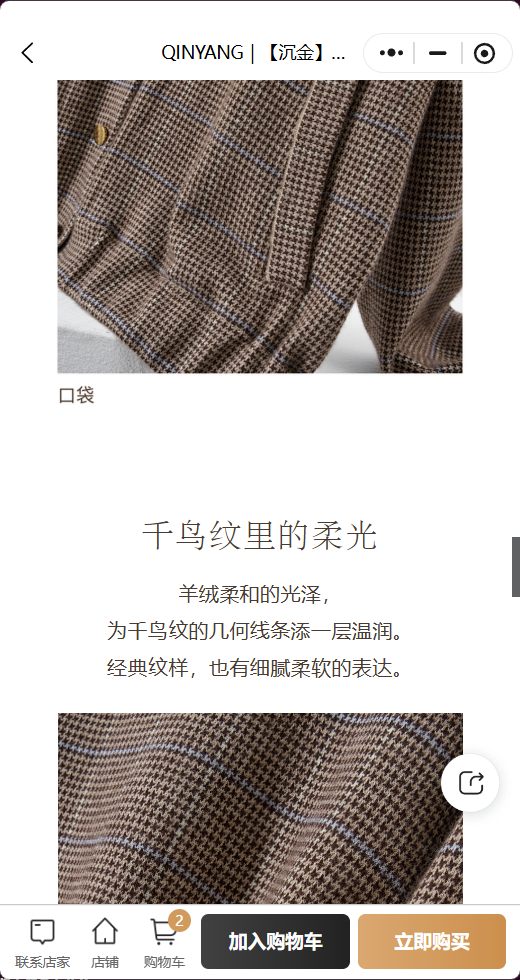 QINYANG | 【沉金】...
口袋
千鸟纹里的柔光
羊绒柔和的光泽，
为千鸟纹的几何线条添一层温润。
经典纹样，也有细腻柔软的表达。
2
联系店家
店铺
购物车
加入购物车
立即购买